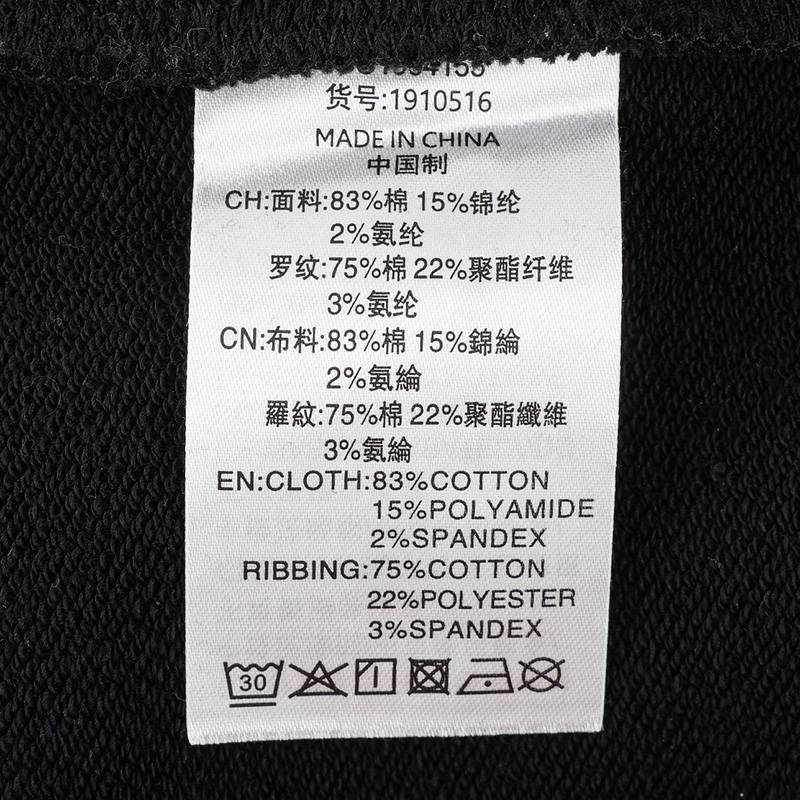 货号:1910516
MADE IN CHINA
中国制
CH:面料:83%棉 15%锦纶
2%氨纶
罗纹:75%棉 22%聚酯纤维
3%氨纶
CN:布料:83%棉 15%錦綸
2%氨綸
羅紋:75%棉 22%聚酯纖維
3%氨綸
EN:CLOTH:83%COTTON
15%POLYAMIDE
2%SPANDEX
RIBBING:75%COTTON
22%POLYESTER
3%SPANDEX
30